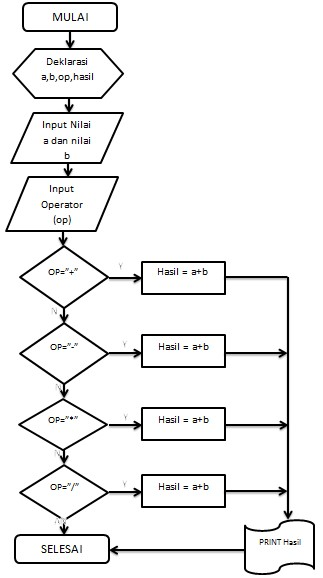 MULAI
Deklarasi
a,b,op,hasil
Input Nilai
a dan nilai
b
Input
Operator
(op)
OP="+"
Y
Hasil = a+b
N
OP="-"
Y
Hasil = a+b
N
OP="*"
Y
Hasil = a+b
N
OP="/"
Y
Hasil = a+b
SELESAI
PRINT Hasil